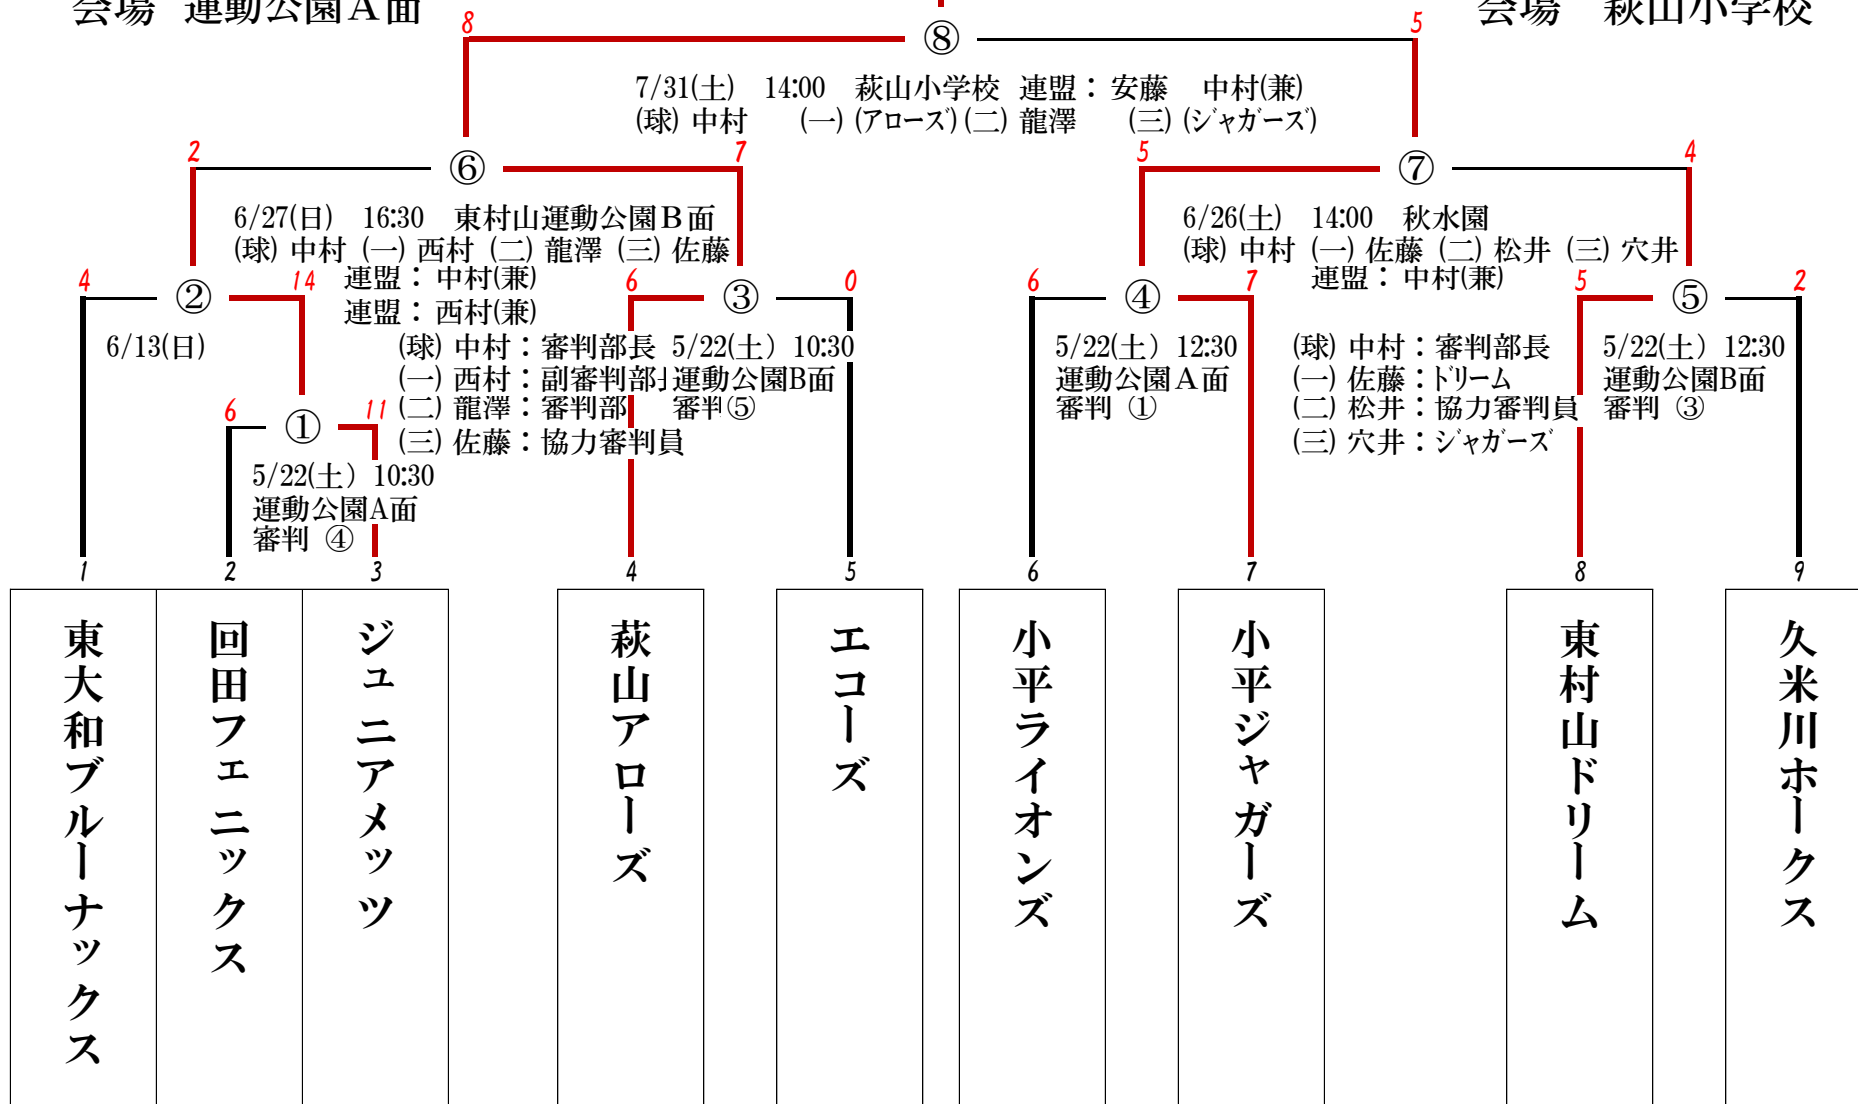 会場 運動公園A面
会場 萩山小学校
8
⑧
5
7/31(土) 14:00 萩山小学校 連盟：安藤 中村(兼)
(球) 中村 (一) (アローズ) (二) 龍澤 (三) (ジャガーズ)
2
⑥
7
5
⑦
4
6/27(日) 16:30 東村山運動公園B面
(球) 中村 (一) 西村 (二) 龍澤 (三) 佐藤
連盟：中村(兼)
連盟：西村(兼)
6/26(土) 14:00 秋水園
(球) 中村 (一) 佐藤 (二) 松井 (三) 穴井
連盟：中村(兼)
4
②
14
6
③
0
6
④
7
5
⑤
2
6/13(日)
(球) 中村：審判部長
(一) 西村：副審判部
(二) 龍澤：審判部
(三) 佐藤：協力審判員
5/22(土) 10:30
運動公園B面
審判⑤
5/22(土) 12:30
運動公園A面
審判 ①
(球) 中村：審判部長
(一) 佐藤：ドリーム
(二) 松井：協力審判員
(三) 穴井：ジャガーズ
5/22(土) 12:30
運動公園B面
審判 ③
6
①
11
5/22(土) 10:30
運動公園A面
審判 ④
1
2
3
4
5
6
7
8
9
東大和ブルーナックス
回田フェニックス
ジュニアメッツ
萩山アローズ
エコーズ
小平ライオンズ
小平ジャガーズ
東村山ドリーム
久米川ホークス